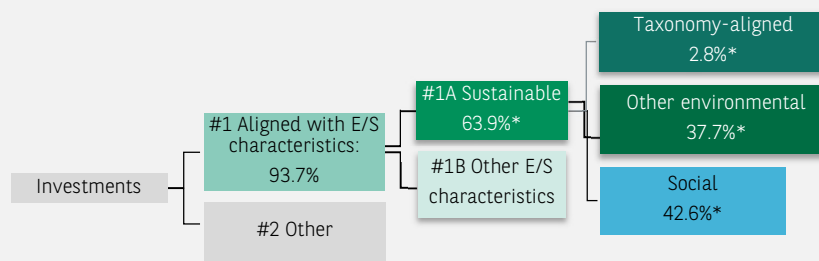 Investments
#1 Aligned with E/S
characteristics:
93.7%
#2 Other
#1A Sustainable
63.9%*
#1B Other E/S
characteristics
Taxonomy-aligned
2.8%*
Other environmental
37.7%*
Social
42.6%*